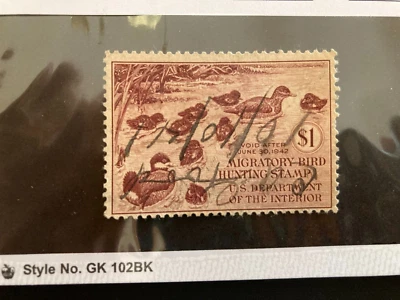 VOID AFTER
JUNE 30, 1942
$1
MIGRATORY BIRD
HUNTING STAMP
U.S. DEPARTMENT
OF THE INTERIOR
Style No. GK 102BK